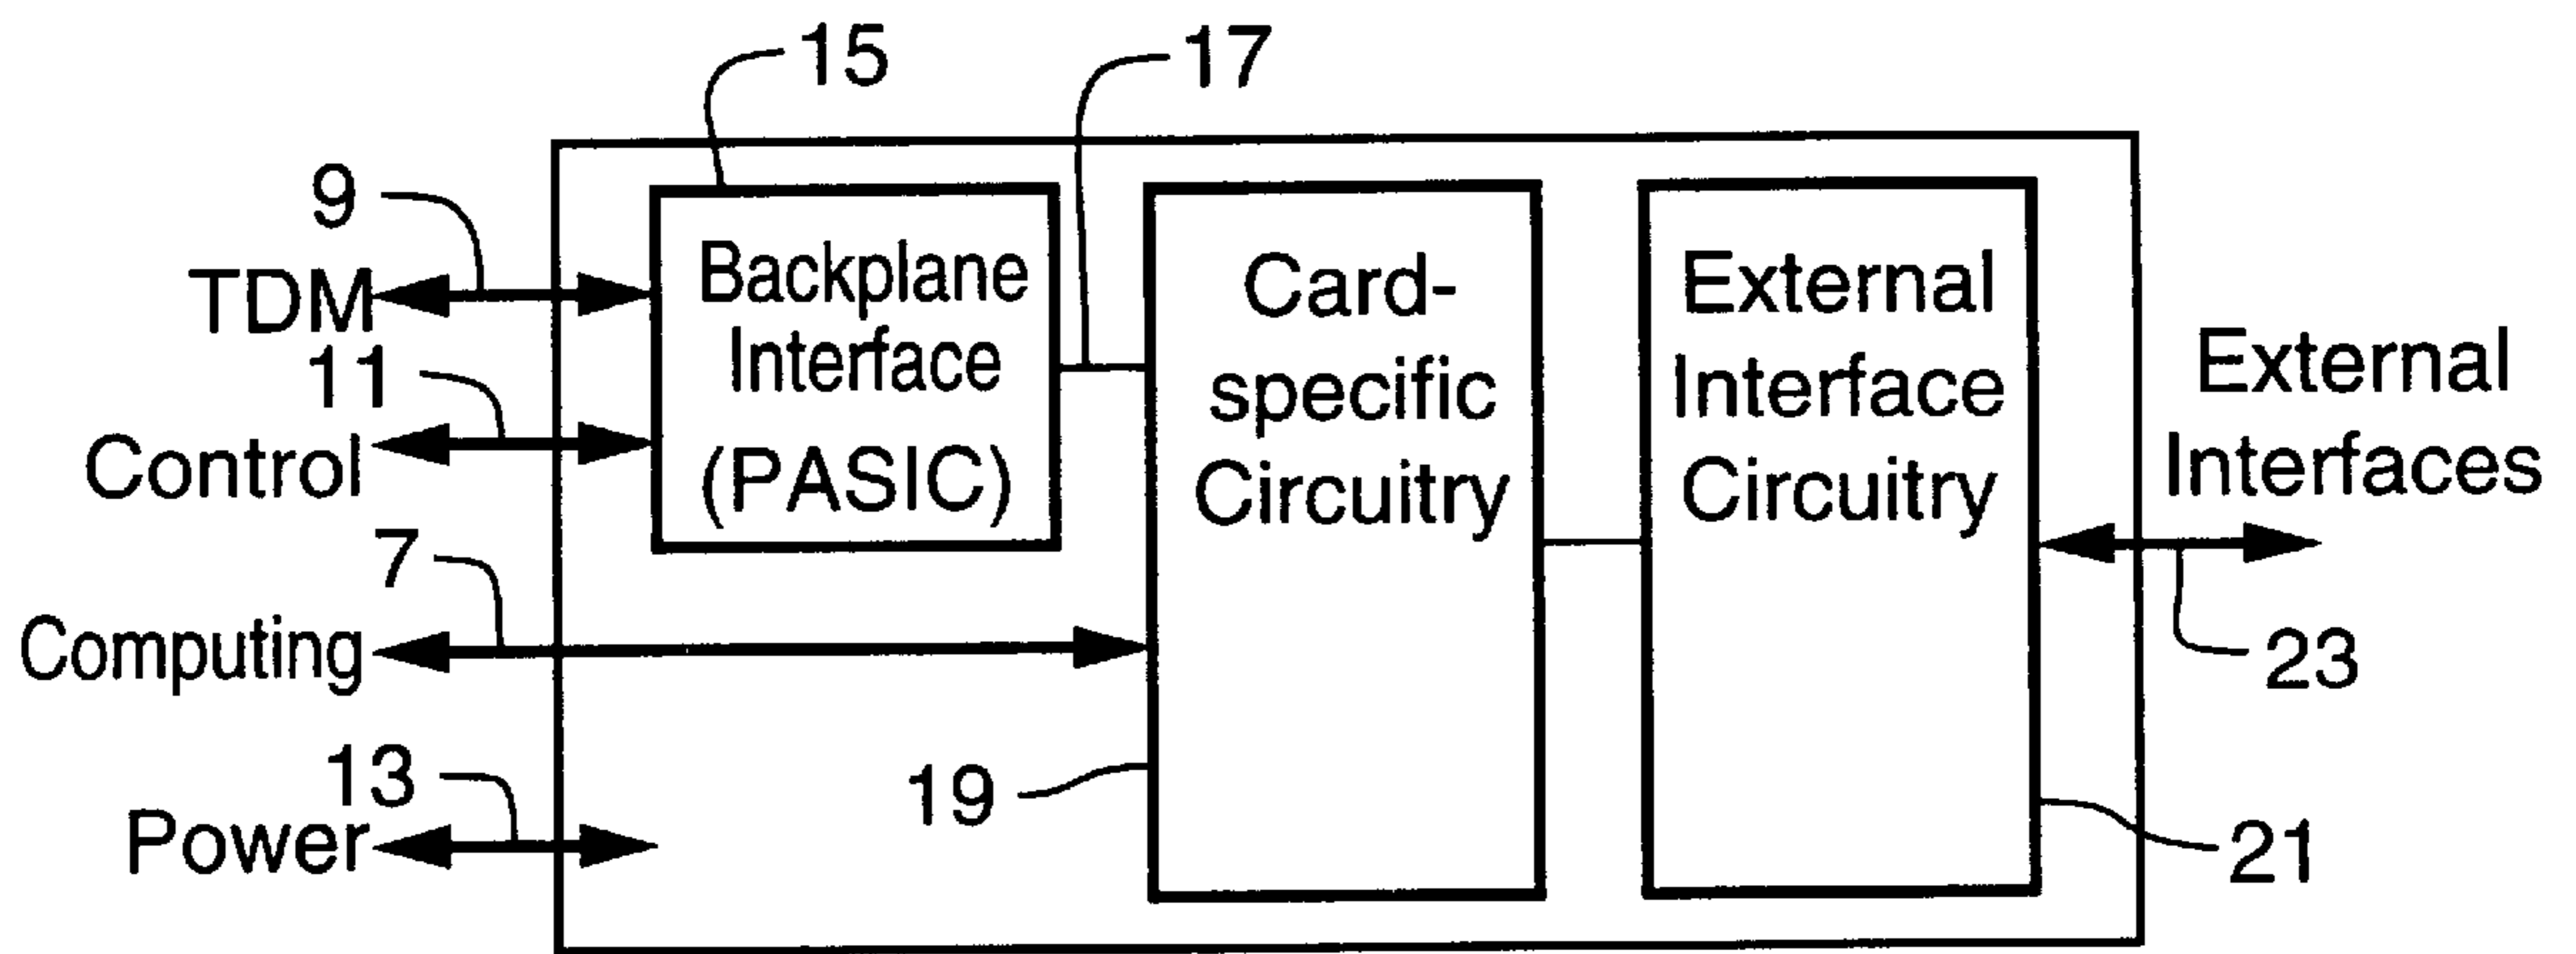 15
17
9
TDM
11
Control
7
Computing
13
Power
Backplane
Interface
(PASIC)
Card-
specific
Circuitry
19
External
Interface
Circuitry
External
Interfaces
23
21